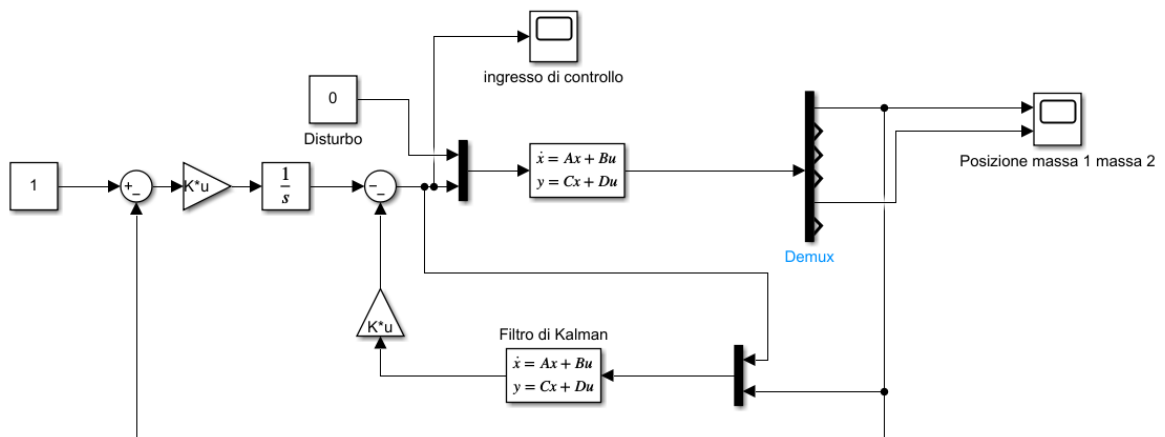 ingresso di controllo
0
Disturbo
ẋ = Ax + Bu
y = Cx + Du
Posizione massa 1 massa 2
1
+
−
K*u
1
s
−
−
Demux
K*u
Filtro di Kalman
ẋ = Ax + Bu
y = Cx + Du